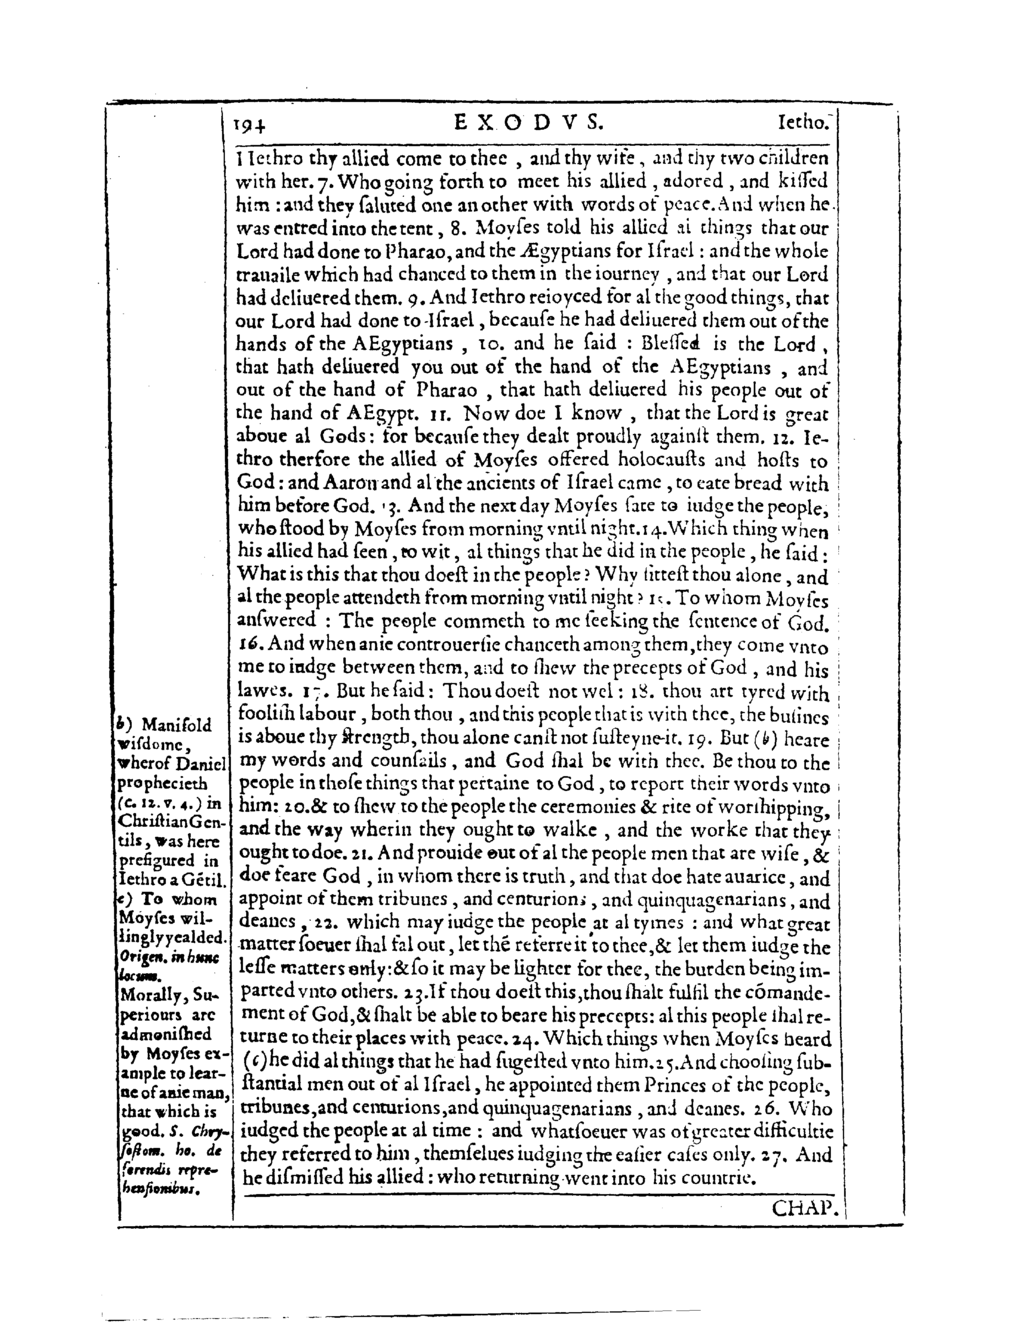 194 EXODVS. Ietho.
I Iethro thy allied come to thee , and thy wife , and thy two children
with her. 7. Who going forth to meet his allied , adored , and kiſſed
him : and they ſaluted one an other with words of peace. And when he
was entred into the tent , 8. Moyſes told his allied al things that our
Lord had done to Pharao, and the Ægyptians for Iſrael : and the whole
trauaile which had chanced to them in the iourney , and that our Lord
had deliuered them. 9. And Iethro reioyced for al the good things, that
our Lord had done to Iſrael , becauſe he had deliuered them out of the
hands of the AEgyptians , 10. and he ſaid : Bleſſed is the Lord ,
that hath deliuered you out of the hand of the AEgyptians , and
out of the hand of Pharao , that hath deliuered his people out of
the hand of AEgypt. 11. Now doe I know , that the Lord is great
aboue al Gods : for becauſe they dealt proudly againſt them. 12. Ie-
thro therfore the allied of Moyſes offered holocauſts and hoſts to
God : and Aaron and al the ancients of Iſrael came , to eate bread with
him before God. 13. And the next day Moyſes ſate to iudge the people,
who ſtood by Moyſes from morning vntil night. 14. Which thing when
his allied had ſeen , to wit , al things that he did in the people , he ſaid :
What is this that thou doeſt in the people ? Why ſitteſt thou alone , and
al the people attendeth from morning vntil night ? 15. To whom Moyſes
anſwered : The people commeth to me ſeeking the ſentence of God.
16. And when anie controuerſie chanceth among them, they come vnto
me to iudge between them, and to ſhew the precepts of God , and his
lawes. 17. But he ſaid : Thou doeſt not wel : 18. thou art tyred with
fooliſh labour , both thou , and this people that is with thee, the buſines
is aboue thy ſtrength, thou alone canſt not ſuſteyne it. 19. But (b) heare
my words and counſails , and God ſhal be with thee. Be thou to the
people in thoſe things that pertaine to God , to report their words vnto
him: 20. & to ſhew to the people the ceremonies & rite of worſhipping,
and the way wherin they ought to walke , and the worke that they
ought to doe. 21. And prouide out of al the people men that are wiſe , &
doe feare God , in whom there is truth , and that doe hate auarice, and
appoint of them tribunes , and centurions , and quinquagenarians , and
deanes , 22. which may iudge the people at al tymes : and what great
matter ſoeuer ſhal fal out, let thē referre it to thee, & let them iudge the
leſſe matters only: & ſo it may be lighter for thee, the burden being im-
parted vnto others. 23. If thou doeſt this, thou ſhalt fulfil the cōmande-
ment of God, & ſhalt be able to beare his precepts: al this people ſhal re-
turne to their places with peace. 24. Which things when Moyſes heard
(c) he did al things that he had ſugeſted vnto him. 25. And chooſing ſub-
ſtantial men out of al Iſrael , he appointed them Princes of the people,
tribunes, and centurions, and quinquagenarians , and deanes. 26. Who
iudged the people at al time : and whatſoeuer was of greater difficultie
they referred to him , themſelues iudging the eaſier caſes only. 27. And
he diſmiſſed his allied : who returning went into his countrie.
CHAP.
b) Manifold
wiſdome,
wherof Daniel
prophecieth
(c. 12. v. 4.) in
Chriſtian Gen-
tils, was here
prefigured in
Iethro a Gētil.
c) To whom
Moyſes wil-
lingly yealded.
Origen. in hunc
locum.
Morally, Su-
periours are
admoniſhed
by Moyſes ex-
ample to lear-
ne of anie man,
that which is
good. S. Chry-
ſoſtom. ho. de
ferendis repre-
henſionibus.